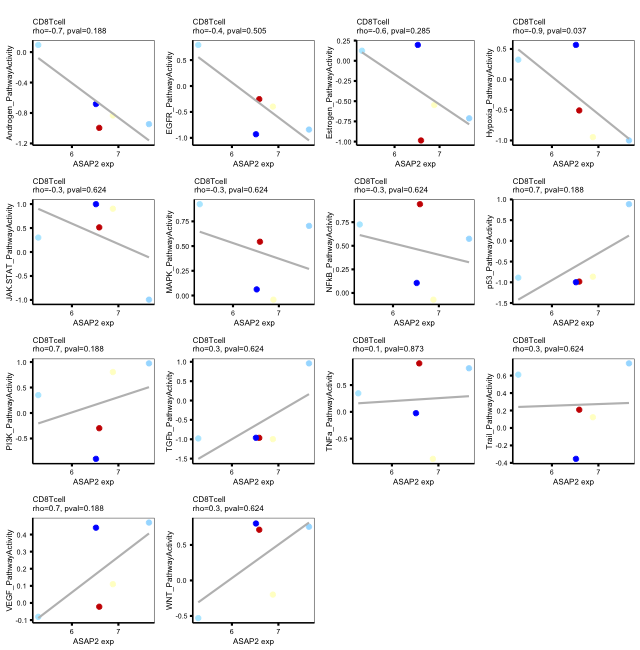 CD8Tcell
rho=-0.7, pval=0.188
Androgen_PathwayActivity
0.0
-0.4
-0.8
-1.2
6 7
ASAP2 exp
CD8Tcell
rho=-0.4, pval=0.505
EGFR_PathwayActivity
0.5
0.0
-0.5
-1.0
6 7
ASAP2 exp
CD8Tcell
rho=-0.6, pval=0.285
Estrogen_PathwayActivity
0.25
0.00
-0.25
-0.50
-0.75
-1.00
6 7
ASAP2 exp
CD8Tcell
rho=-0.9, pval=0.037
Hypoxia_PathwayActivity
0.5
0.0
-0.5
-1.0
6 7
ASAP2 exp
CD8Tcell
rho=-0.3, pval=0.624
JAK.STAT_PathwayActivity
1.0
0.5
0.0
-0.5
-1.0
6 7
ASAP2 exp
CD8Tcell
rho=-0.3, pval=0.624
MAPK_PathwayActivity
0.75
0.50
0.25
0.00
6 7
ASAP2 exp
CD8Tcell
rho=-0.3, pval=0.624
NFkB_PathwayActivity
0.75
0.50
0.25
0.00
6 7
ASAP2 exp
CD8Tcell
rho=0.7, pval=0.188
p53_PathwayActivity
1.0
0.5
0.0
-0.5
-1.0
-1.5
6 7
ASAP2 exp
CD8Tcell
rho=0.7, pval=0.188
PI3K_PathwayActivity
1.0
0.5
0.0
-0.5
6 7
ASAP2 exp
CD8Tcell
rho=0.3, pval=0.624
TGFb_PathwayActivity
1.0
0.5
0.0
-0.5
-1.0
-1.5
6 7
ASAP2 exp
CD8Tcell
rho=0.1, pval=0.873
TNFa_PathwayActivity
0.5
0.0
-0.5
6 7
ASAP2 exp
CD8Tcell
rho=0.3, pval=0.624
Trail_PathwayActivity
0.6
0.4
0.2
0.0
-0.2
-0.4
6 7
ASAP2 exp
CD8Tcell
rho=0.7, pval=0.188
VEGF_PathwayActivity
0.4
0.3
0.2
0.1
0.0
-0.1
6 7
ASAP2 exp
CD8Tcell
rho=0.3, pval=0.624
WNT_PathwayActivity
0.5
0.0
-0.5
6 7
ASAP2 exp